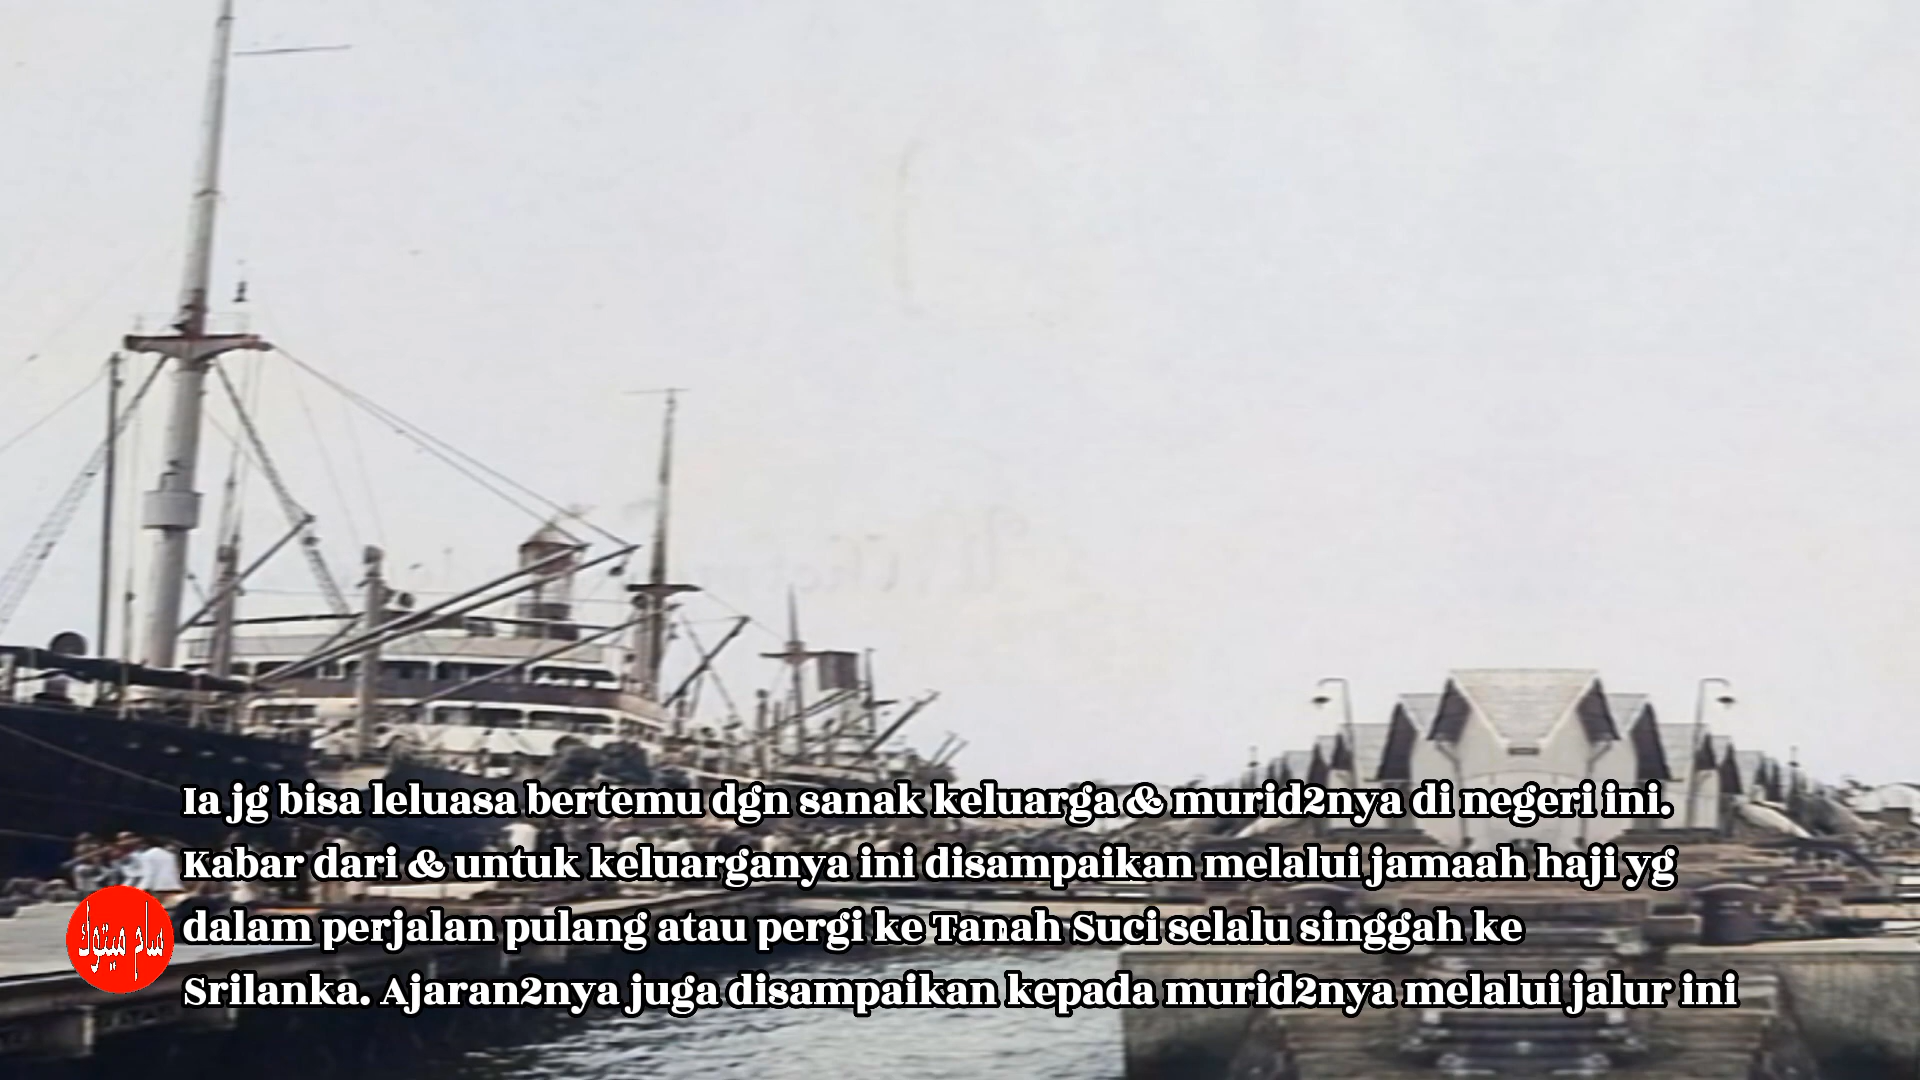 Ia jg bisa leluasa bertemu dgn sanak keluarga & murid2nya di negeri ini.
Kabar dari & untuk keluarganya ini disampaikan melalui jamaah haji yg
dalam perjalan pulang atau pergi ke Tanah Suci selalu singgah ke
Srilanka. Ajaran2nya juga disampaikan kepada murid2nya melalui jalur ini
سام ميتوك